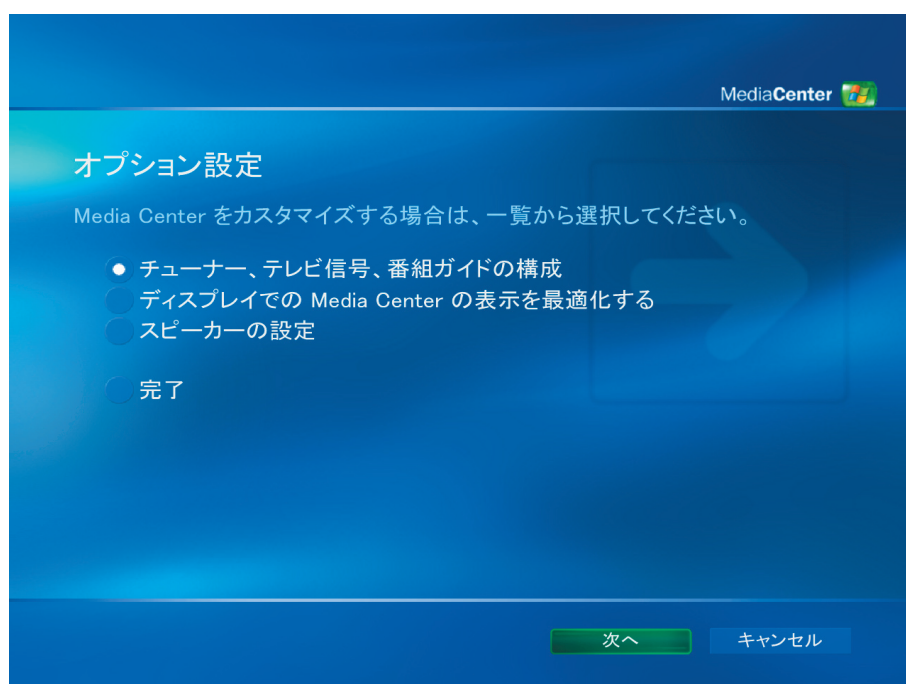 MediaCenter
オプション設定
Media Center をカスタマイズする場合は、一覧から選択してください。
チューナー、テレビ信号、番組ガイドの構成
ディスプレイでの Media Center の表示を最適化する
スピーカーの設定
完了
次へ
キャンセル